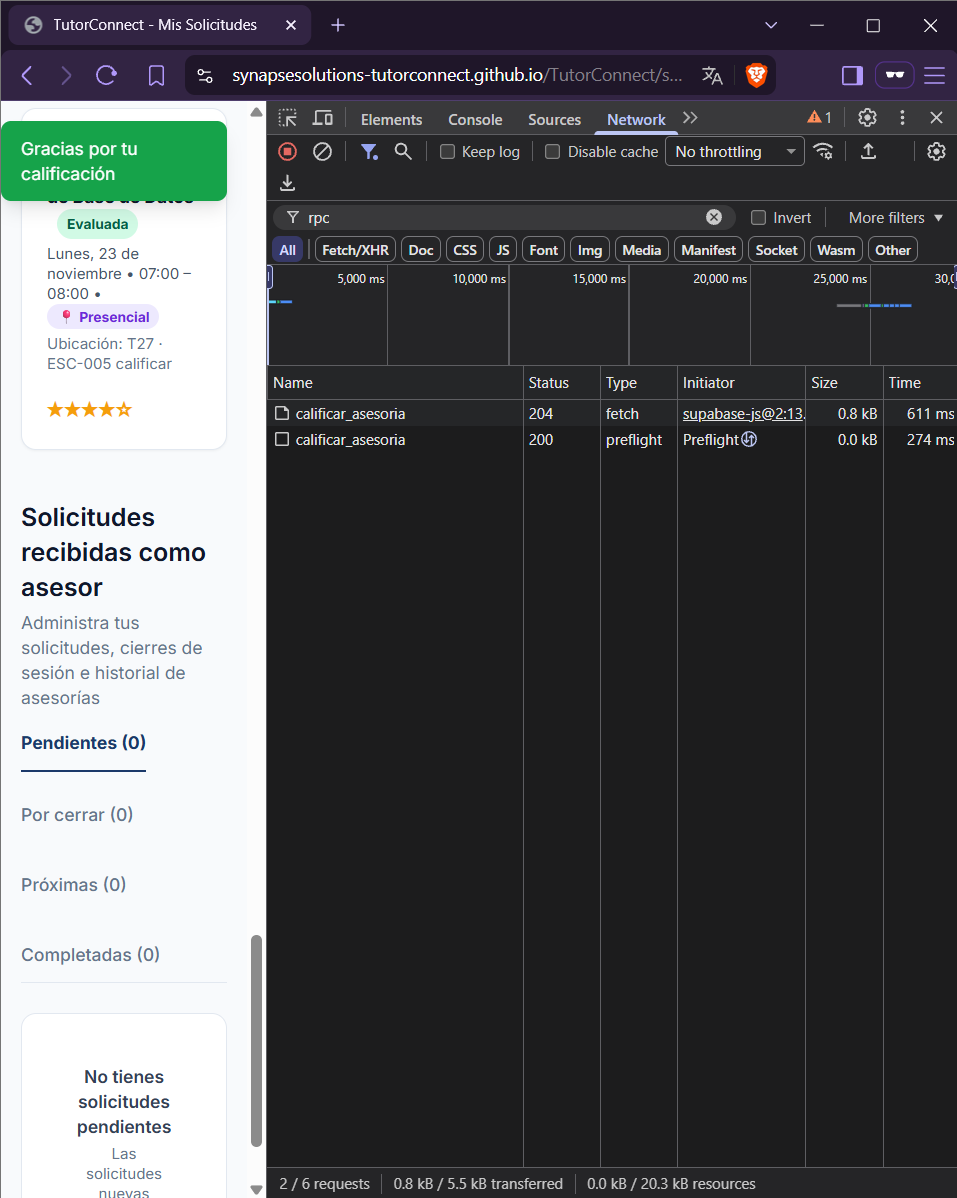 TutorConnect - Mis Solicitudes
synapsesolutions-tutorconnect.github.io/TutorConnect/s...
Gracias por tu
calificación
Evaluada
Lunes, 23 de
noviembre • 07:00 –
08:00 •
📍 Presencial
Ubicación: T27 ·
ESC-005 calificar
★★★★☆
Solicitudes
recibidas como
asesor
Administra tus
solicitudes, cierres de
sesión e historial de
asesorías
Pendientes (0)
Por cerrar (0)
Próximas (0)
Completadas (0)
No tienes
solicitudes
pendientes
Las
solicitudes
nuevas
Elements Console Sources Network 1
Keep log Disable cache No throttling
rpc Invert More filters
All Fetch/XHR Doc CSS JS Font Img Media Manifest Socket Wasm Other
5,000 ms 10,000 ms 15,000 ms 20,000 ms 25,000 ms 30,0
Name Status Type Initiator Size Time
calificar_asesoria 204 fetch supabase-js@2:13. 0.8 kB 611 ms
calificar_asesoria 200 preflight Preflight 0.0 kB 274 ms
2 / 6 requests 0.8 kB / 5.5 kB transferred 0.0 kB / 20.3 kB resources